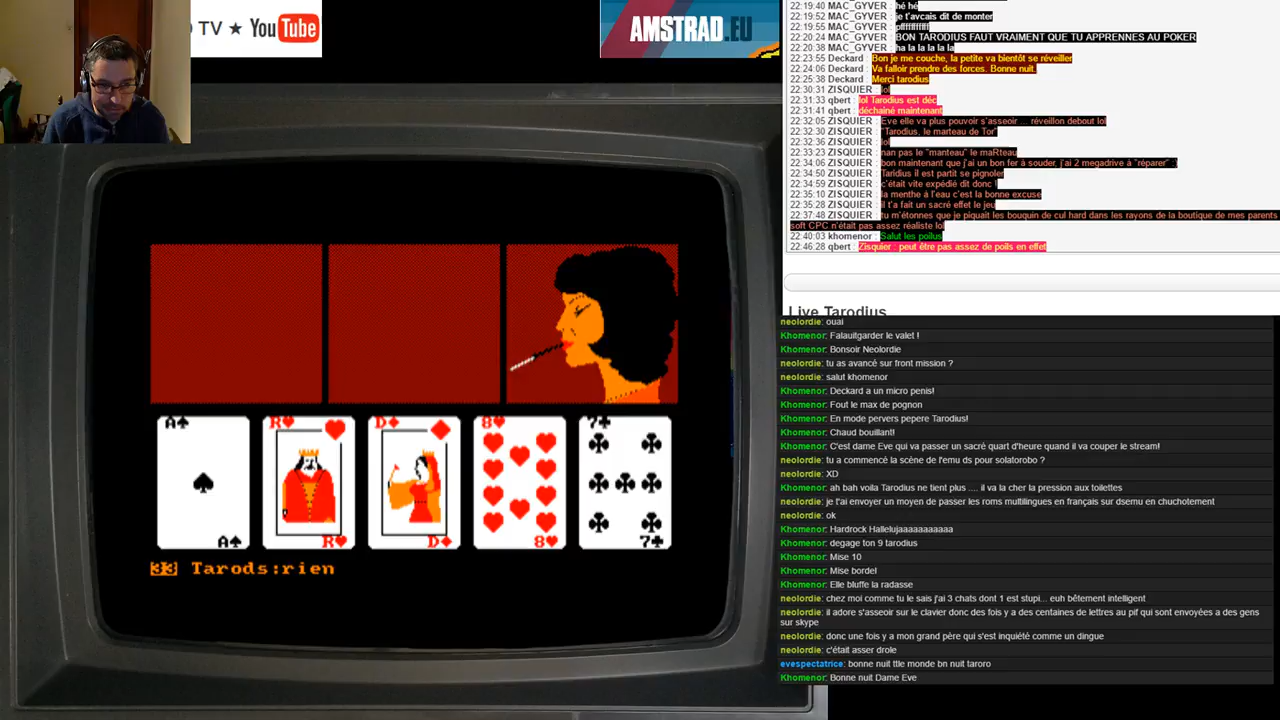 TV ★ YouTube
AMSTRAD.EU
22:19:40 MAC_GYVER : hé hé
22:19:52 MAC_GYVER : je t'avcais dit de monter
22:19:55 MAC_GYVER : pffffffffff
22:20:24 MAC_GYVER : BON TARODIUS FAUT VRAIMENT QUE TU APPRENNES AU POKER
22:20:38 MAC_GYVER : ha la la la la la
22:23:55 Deckard : Bon je me couche, la petite va bientôt se réveiller
22:24:06 Deckard : Va falloir prendre des forces. Bonne nuit.
22:25:38 Deckard : Merci tarodius
22:30:31 ZISQUIER : lol
22:31:33 qbert : lol Tarodius est déc
22:31:41 qbert : déchainé maintenant
22:32:05 ZISQUIER : Eve elle va plus pouvoir s'asseoir ... réveillon debout lol
22:32:30 ZISQUIER : "Tarodius, le marteau de Tor"
22:32:36 ZISQUIER : lol
22:33:23 ZISQUIER : nan pas le "manteau" le maRteau
22:34:06 ZISQUIER : bon maintenant que j'ai un bon fer à souder, j'ai 2 megadrive à "réparer" :)
22:34:50 ZISQUIER : Taridius il est partit se pignoler
22:34:59 ZISQUIER : c'était vite expédié dit donc !
22:35:10 ZISQUIER : la menthe à l'eau c'est la bonne excuse
22:35:28 ZISQUIER : il t'a fait un sacré effet le jeu
22:37:48 ZISQUIER : tu m'étonnes que je piquait les bouquin de cul hard dans les rayons de la boutique de mes parents
soft CPC n'était pas assez réaliste lol
22:40:03 khomenor : Salut les poilus
22:46:28 qbert : Zisquier : peut être pas assez de poils en effet
Live Tarodius
neolordie: ouai
Khomenor: Falauitgarder le valet !
Khomenor: Bonsoir Neolordie
neolordie: tu as avancé sur front mission ?
neolordie: salut khomenor
Khomenor: Deckard a un micro penis!
Khomenor: Fout le max de pognon
Khomenor: En mode pervers pepere Tarodius!
Khomenor: Chaud bouillant!
Khomenor: C'est dame Eve qui va passer un sacré quart d'heure quand il va couper le stream!
neolordie: tu a commencé la scène de l'emu ds pour solatorobo ?
neolordie: XD
Khomenor: ah bah voila Tarodius ne tient plus .... il va la cher la pression aux toilettes
neolordie: je t'ai envoyer un moyen de passer les roms multilingues en français sur dsemu en chuchotement
neolordie: ok
Khomenor: Hardrock Hallelujaaaaaaaaaaa
Khomenor: degage ton 9 tarodius
Khomenor: Mise 10
Khomenor: Mise bordel
Khomenor: Elle bluffe la radasse
neolordie: chez moi comme tu le sais j'ai 3 chats dont 1 est stupi... euh bêtement intelligent
neolordie: il adore s'asseoir sur le clavier donc des fois y a des centaines de lettres au pif qui sont envoyées a des gens
sur skype
neolordie: donc une fois y a mon grand père qui s'est inquiété comme un dingue
neolordie: c'était asser drole
evespectatrice: bonne nuit ttle monde bn nuit taroro
Khomenor: Bonne nuit Dame Eve
A♠ R♥ D♦ 8♥ 7♣
A♠ R♥ D♦ 8♥ 7♣
33 Tarods:rien